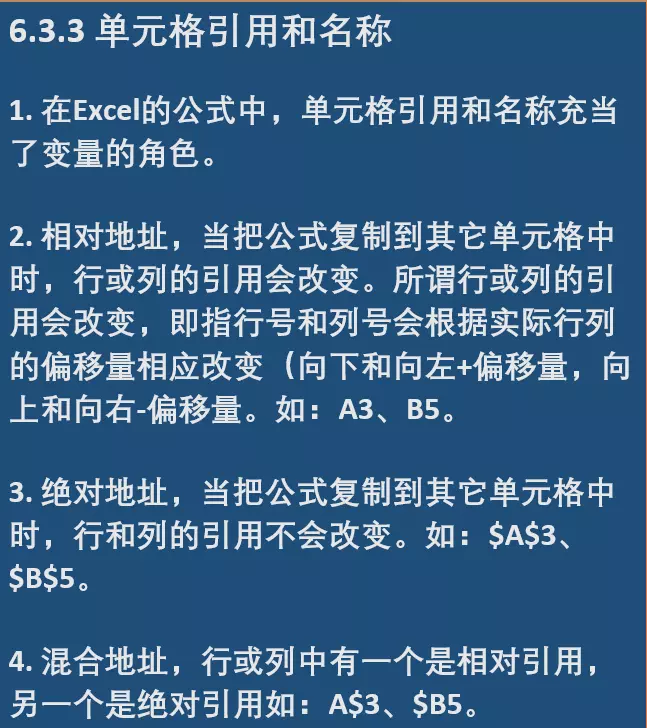 6.3.3 单元格引用和名称
1. 在Excel的公式中，单元格引用和名称充当
了变量的角色。
2. 相对地址，当把公式复制到其它单元格中
时，行或列的引用会改变。所谓行或列的引
用会改变，即指行号和列号会根据实际行列
的偏移量相应改变（向下和向左+偏移量，向
上和向右-偏移量。如：A3、B5。
3. 绝对地址，当把公式复制到其它单元格中
时，行和列的引用不会改变。如：$A$3、
$B$5。
4. 混合地址，行或列中有一个是相对引用，
另一个是绝对引用如：A$3、$B5。